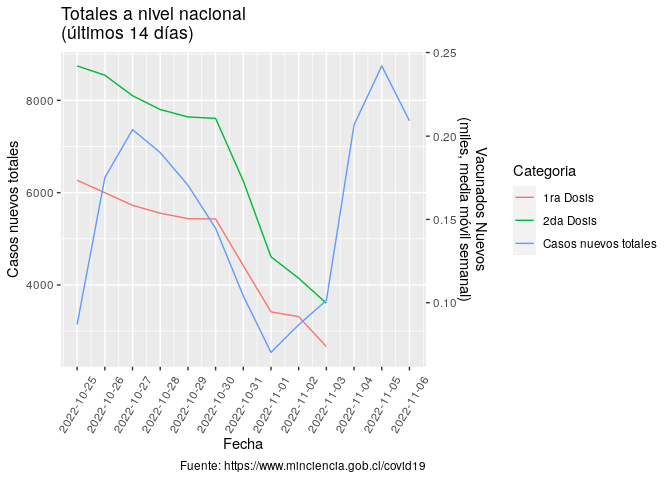 Totales a nivel nacional
(últimos 14 días)
Casos nuevos totales
8000
6000
4000
0.25
0.20
0.15
0.10
Vacunados Nuevos
(miles, media móvil semanal)
2022-10-25
2022-10-26
2022-10-27
2022-10-28
2022-10-29
2022-10-30
2022-10-31
2022-11-01
2022-11-02
2022-11-03
2022-11-04
2022-11-05
2022-11-06
Fecha
Fuente: https://www.minciencia.gob.cl/covid19
Categoria
1ra Dosis
2da Dosis
Casos nuevos totales